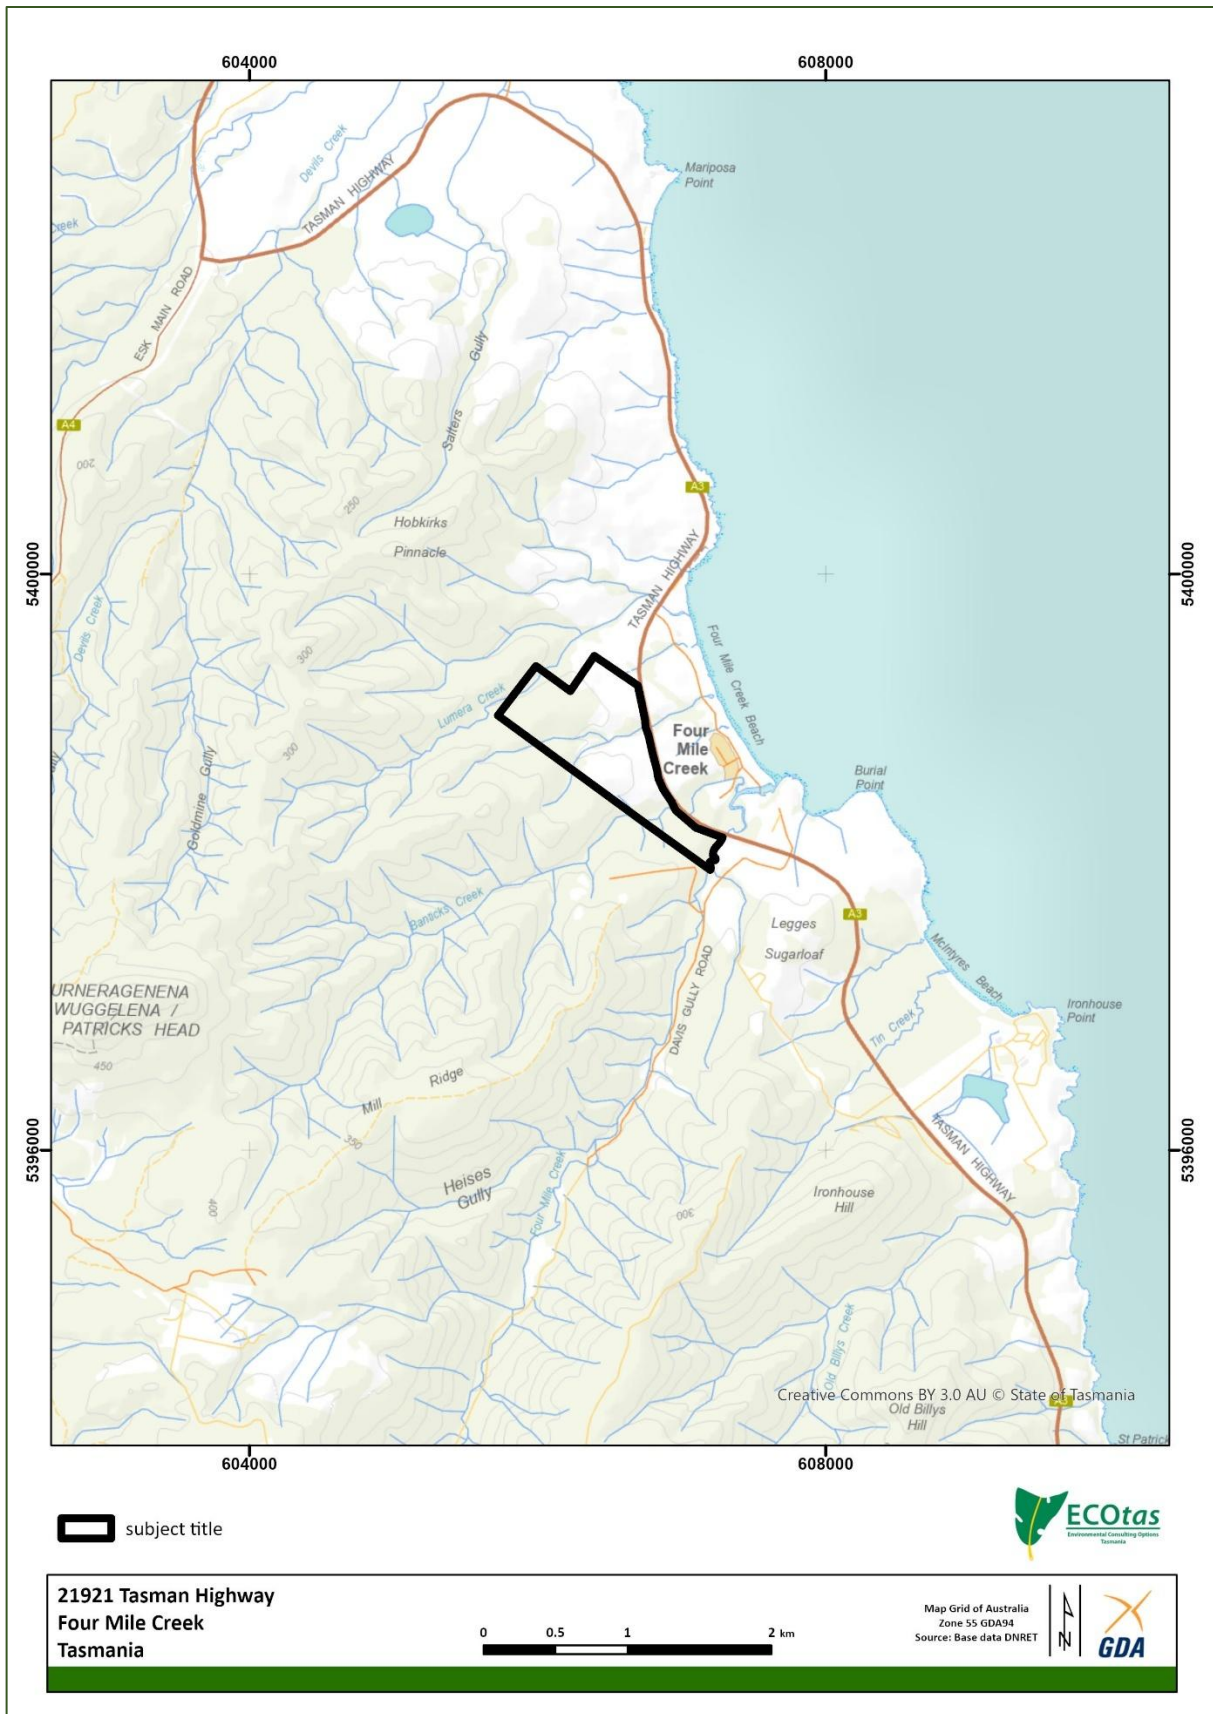 604000
608000
Devils Creek
TASMAN HIGHWAY
Mariposa
Point
Creek
ESK MAIN ROAD
Salters Gully
A4
200
250
A3
Hobkirks
Pinnacle
5400000
5400000
TASMAN HIGHWAY
Devils Creek
300
Four Mile Creek Beach
Lumera Creek
Four
Mile
Creek
300
Goldmine Gully
Burial
Point
Banticks Creek
A3
Legges
Sugarloaf
McIntyres Beach
DAVIS GULLY ROAD
URNERAGENENA
WUGGELENA /
PATRICKS HEAD
450
Ironhouse
Point
Tin Creek
Mill Ridge
350
TASMAN HIGHWAY
5396000
5396000
Heises
Gully
Four Mile Creek
400
300
Ironhouse
Hill
Old Billys Creek
Creative Commons BY 3.0 AU © State of Tasmania
A3
Old Billys
Hill
St Patrick
604000
608000
subject title
ECOtas
Environmental Consulting Options
Tasmania
21921 Tasman Highway
Four Mile Creek
Tasmania
0 0.5 1 2 km
Map Grid of Australia
Zone 55 GDA94
Source: Base data DNRET
N
GDA